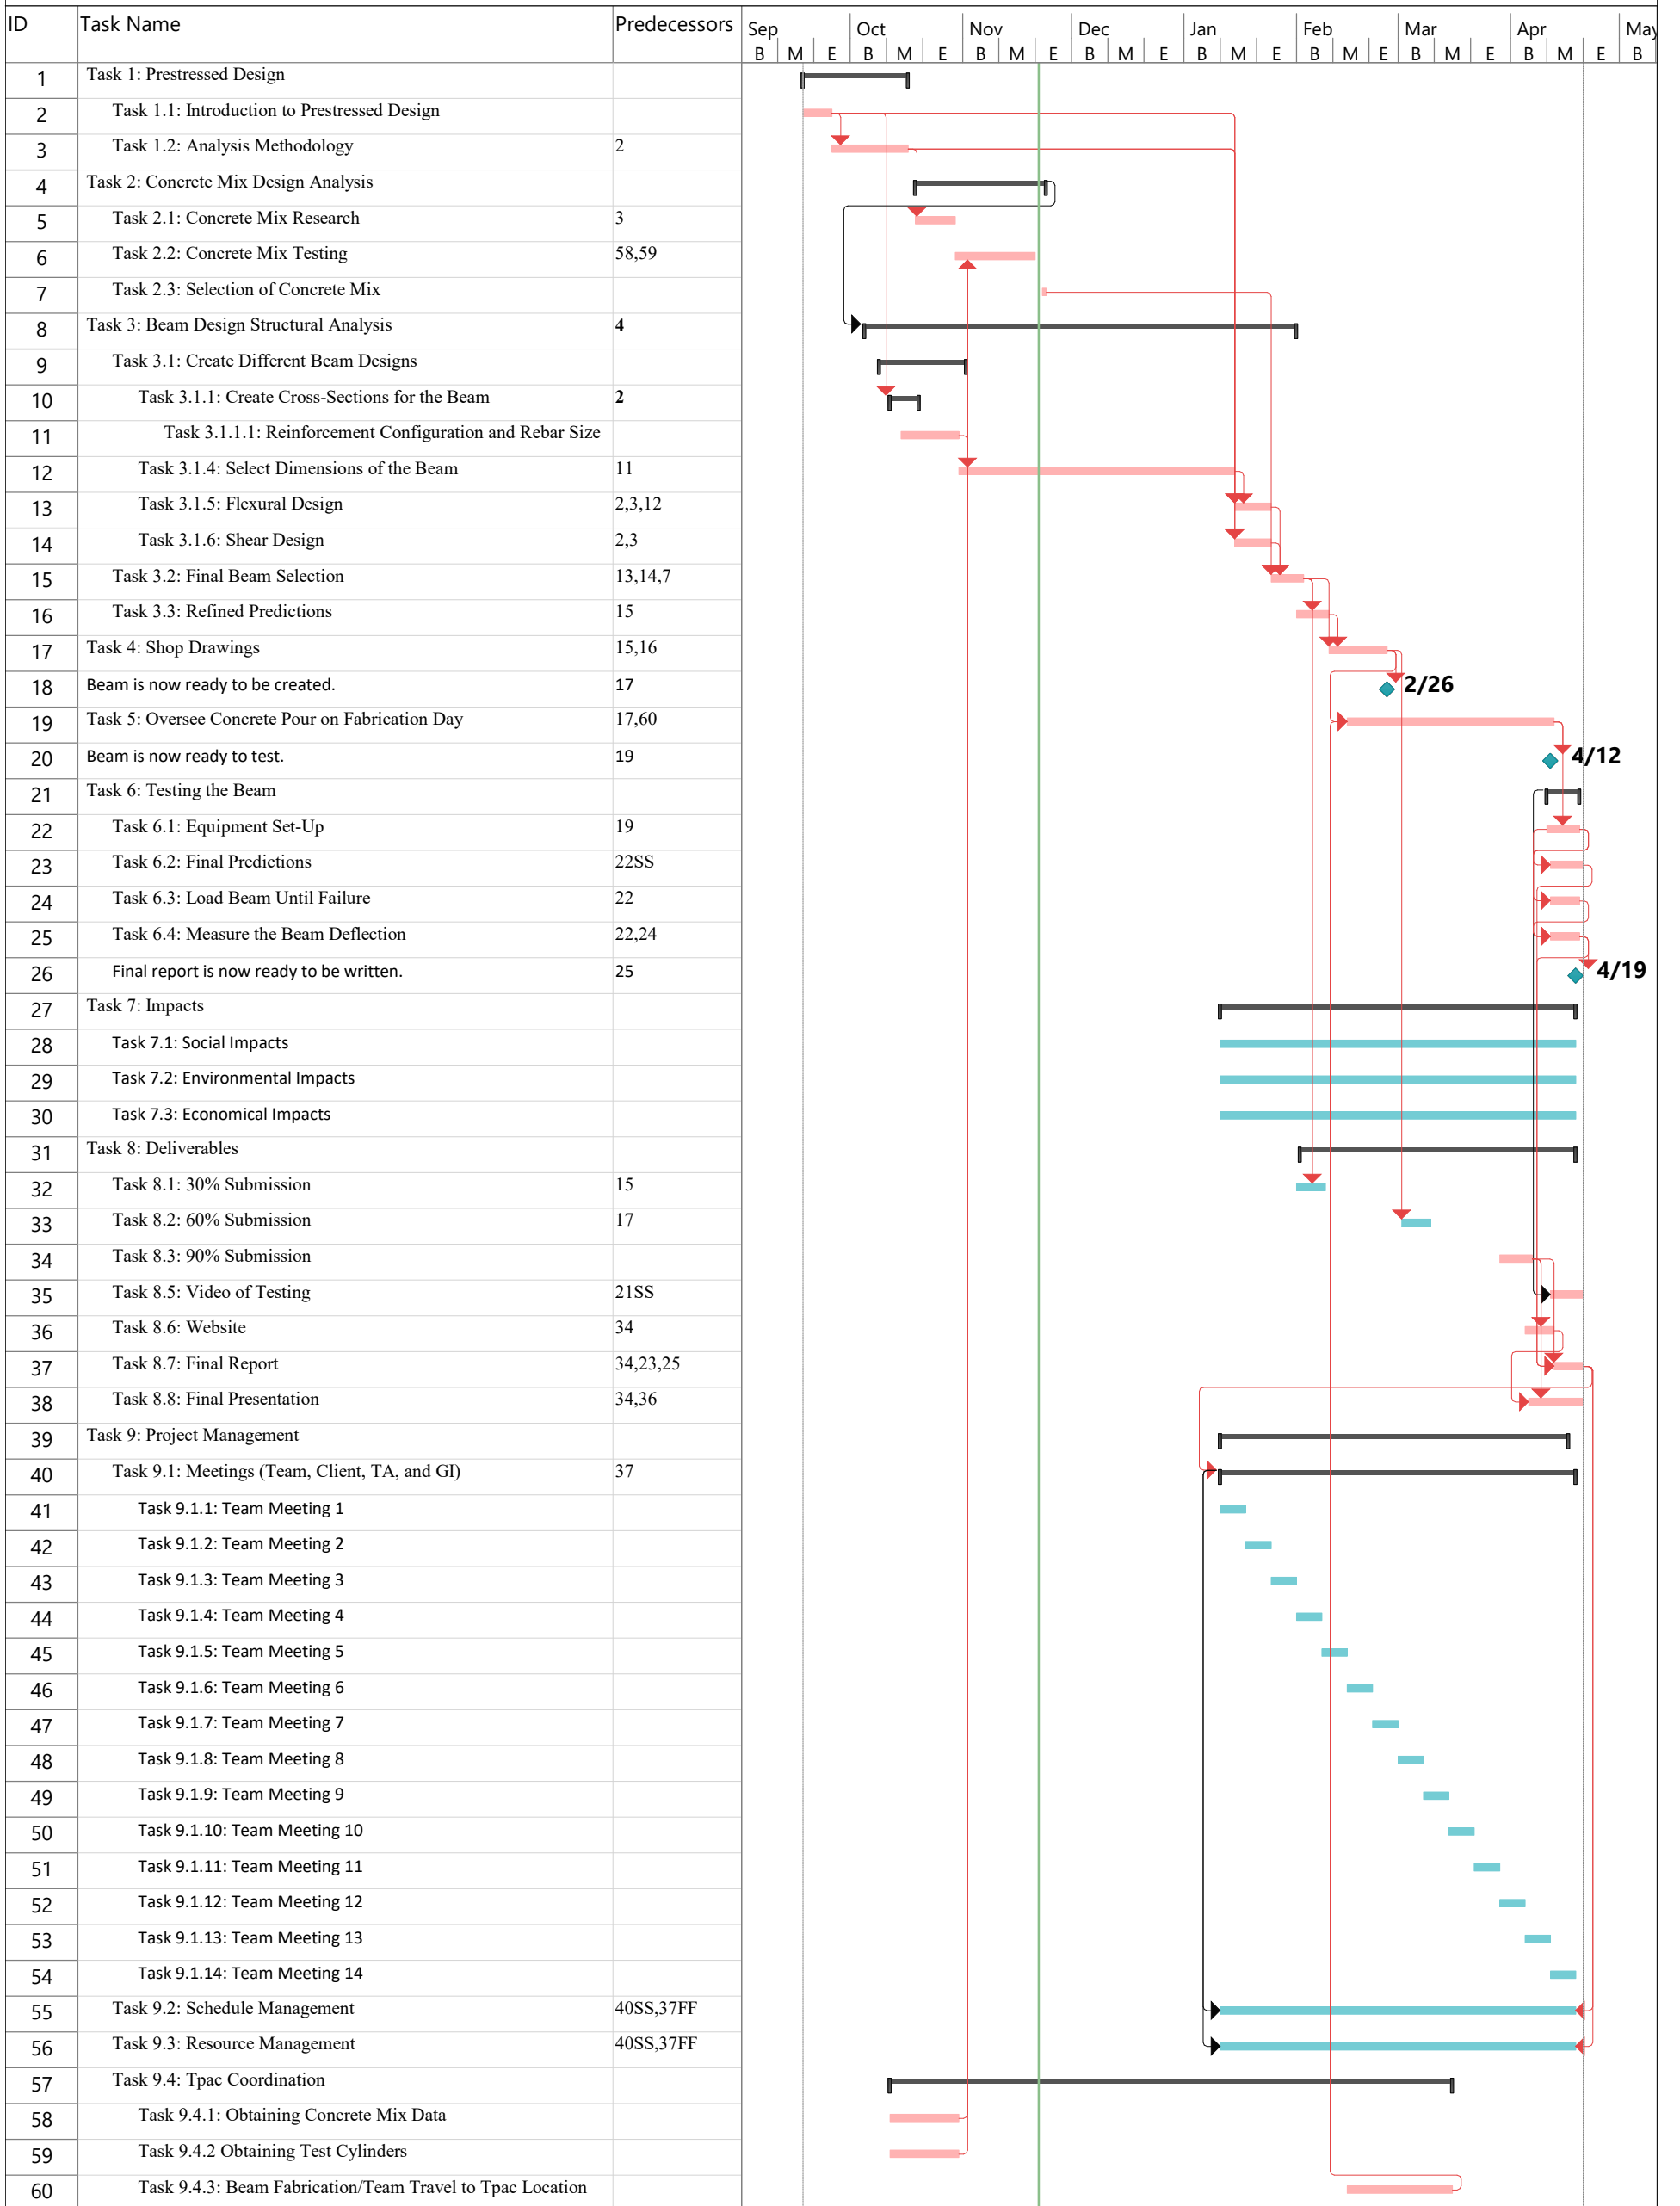 ID Task Name Predecessors Sep Oct Nov Dec Jan Feb Mar Apr May
B M E B M E B M E B M E B M E B M E B M E B M E B
1 Task 1: Prestressed Design
2 Task 1.1: Introduction to Prestressed Design
3 Task 1.2: Analysis Methodology 2
4 Task 2: Concrete Mix Design Analysis
5 Task 2.1: Concrete Mix Research 3
6 Task 2.2: Concrete Mix Testing 58,59
7 Task 2.3: Selection of Concrete Mix
8 Task 3: Beam Design Structural Analysis 4
9 Task 3.1: Create Different Beam Designs
10 Task 3.1.1: Create Cross-Sections for the Beam 2
11 Task 3.1.1.1: Reinforcement Configuration and Rebar Size
12 Task 3.1.4: Select Dimensions of the Beam 11
13 Task 3.1.5: Flexural Design 2,3,12
14 Task 3.1.6: Shear Design 2,3
15 Task 3.2: Final Beam Selection 13,14,7
16 Task 3.3: Refined Predictions 15
17 Task 4: Shop Drawings 15,16
18 Beam is now ready to be created. 17 2/26
19 Task 5: Oversee Concrete Pour on Fabrication Day 17,60
20 Beam is now ready to test. 19 4/12
21 Task 6: Testing the Beam
22 Task 6.1: Equipment Set-Up 19
23 Task 6.2: Final Predictions 22SS
24 Task 6.3: Load Beam Until Failure 22
25 Task 6.4: Measure the Beam Deflection 22,24
26 Final report is now ready to be written. 25 4/19
27 Task 7: Impacts
28 Task 7.1: Social Impacts
29 Task 7.2: Environmental Impacts
30 Task 7.3: Economical Impacts
31 Task 8: Deliverables
32 Task 8.1: 30% Submission 15
33 Task 8.2: 60% Submission 17
34 Task 8.3: 90% Submission
35 Task 8.5: Video of Testing 21SS
36 Task 8.6: Website 34
37 Task 8.7: Final Report 34,23,25
38 Task 8.8: Final Presentation 34,36
39 Task 9: Project Management
40 Task 9.1: Meetings (Team, Client, TA, and GI) 37
41 Task 9.1.1: Team Meeting 1
42 Task 9.1.2: Team Meeting 2
43 Task 9.1.3: Team Meeting 3
44 Task 9.1.4: Team Meeting 4
45 Task 9.1.5: Team Meeting 5
46 Task 9.1.6: Team Meeting 6
47 Task 9.1.7: Team Meeting 7
48 Task 9.1.8: Team Meeting 8
49 Task 9.1.9: Team Meeting 9
50 Task 9.1.10: Team Meeting 10
51 Task 9.1.11: Team Meeting 11
52 Task 9.1.12: Team Meeting 12
53 Task 9.1.13: Team Meeting 13
54 Task 9.1.14: Team Meeting 14
55 Task 9.2: Schedule Management 40SS,37FF
56 Task 9.3: Resource Management 40SS,37FF
57 Task 9.4: Tpac Coordination
58 Task 9.4.1: Obtaining Concrete Mix Data
59 Task 9.4.2 Obtaining Test Cylinders
60 Task 9.4.3: Beam Fabrication/Team Travel to Tpac Location